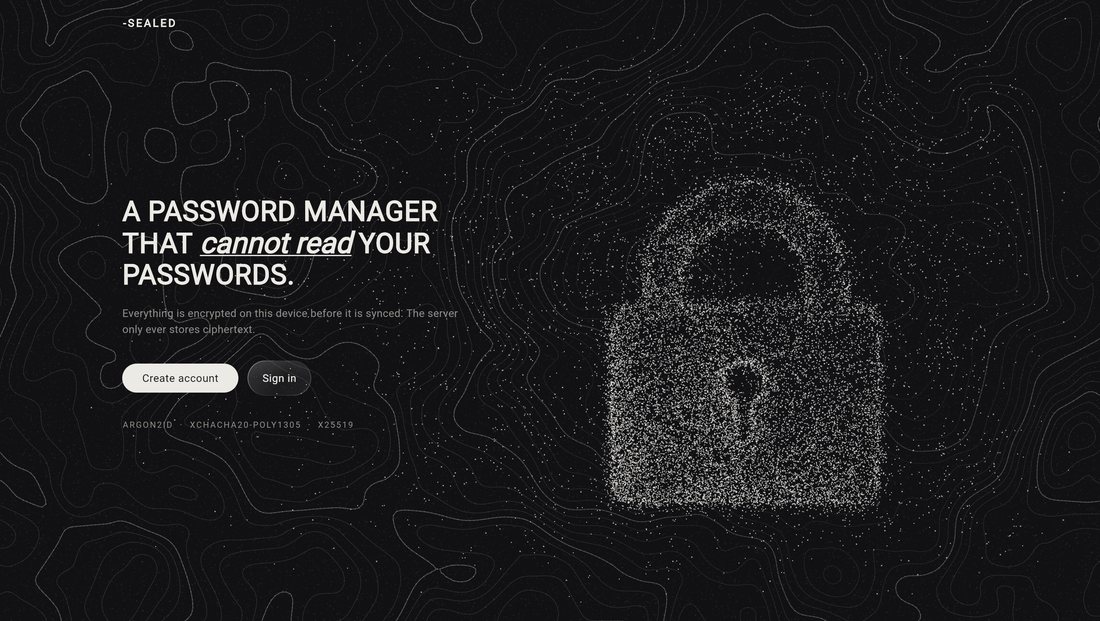 -SEALED
A PASSWORD MANAGER
THAT cannot read YOUR
PASSWORDS.
Everything is encrypted on this device before it is synced. The server
only ever stores ciphertext.
Create account
Sign in
ARGON2ID XCHACHA20-POLY1305 X25519